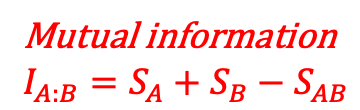 Mutual information
I_{A:B} = S_A + S_B − S_{AB}